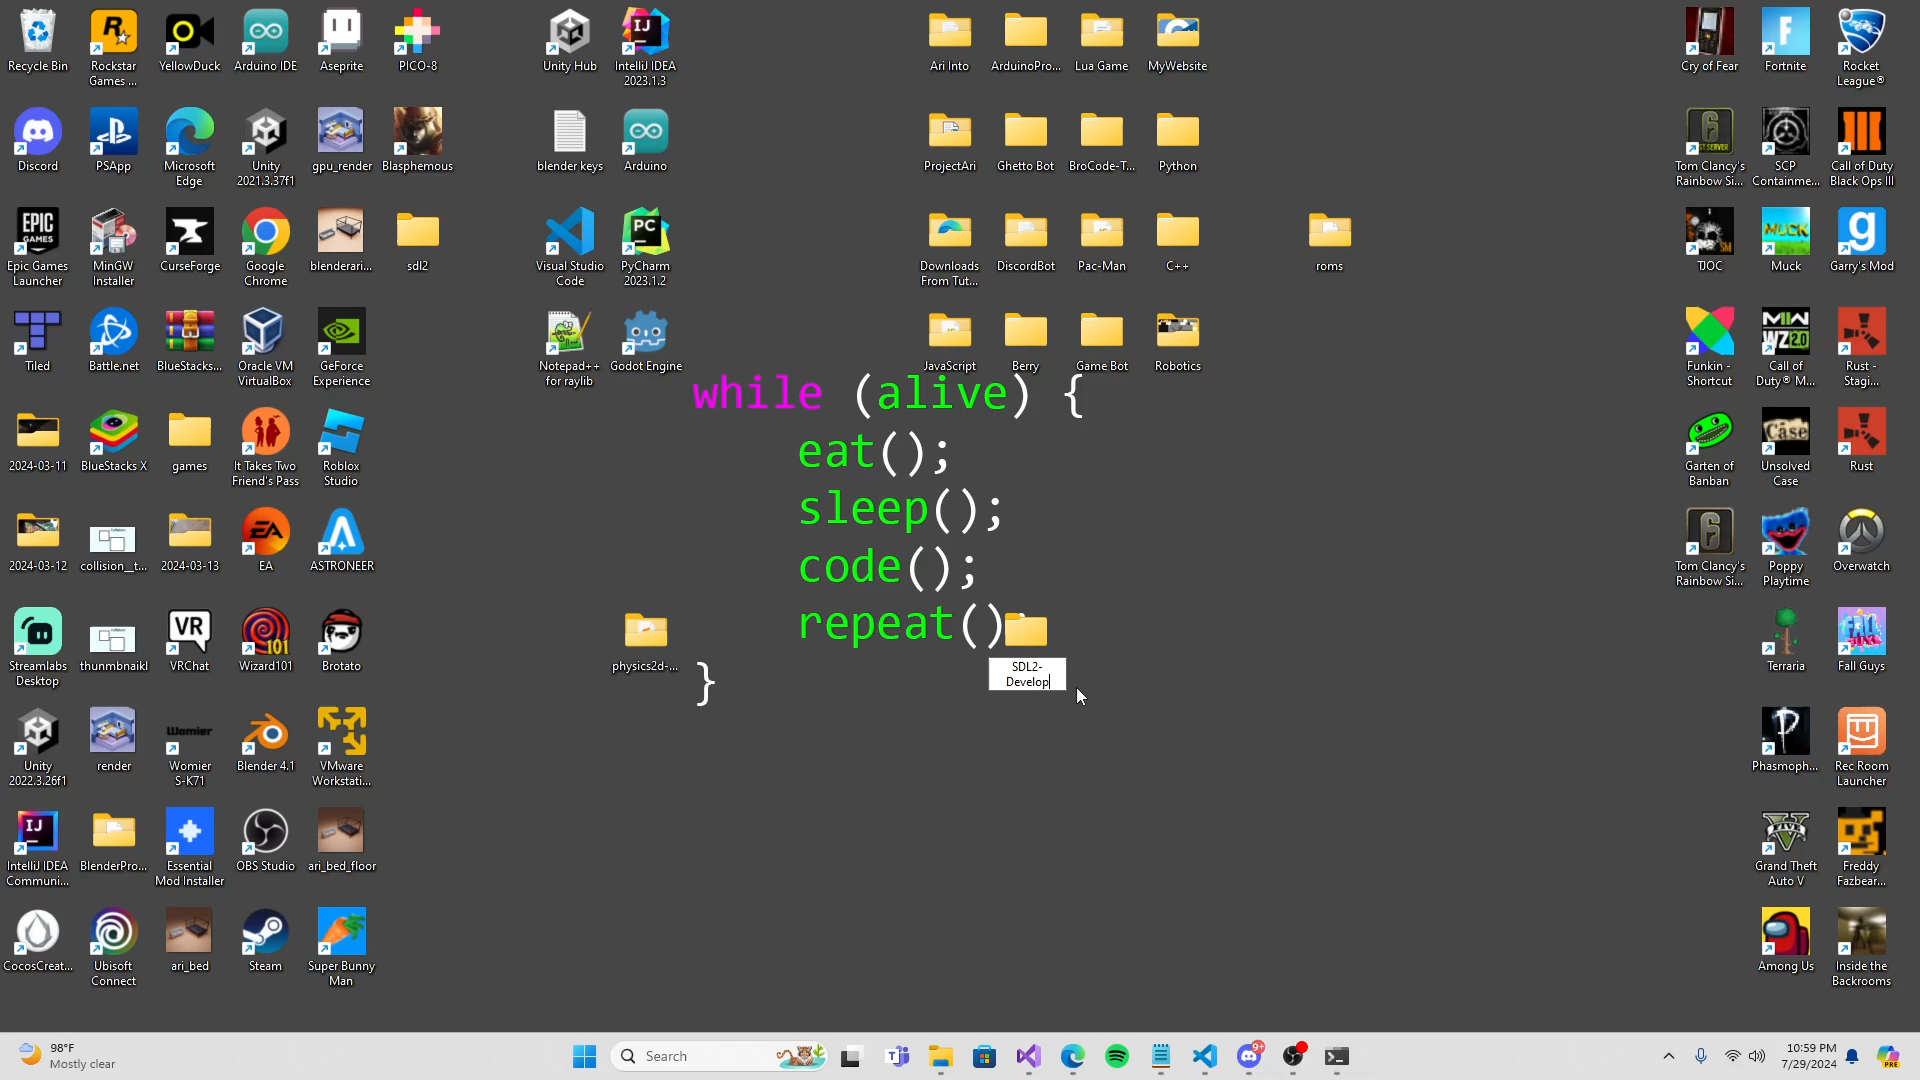 Recycle Bin
Rockstar
Games ...
YellowDuck
Arduino IDE
Aseprite
PICO-8
Unity Hub
IntelliJ IDEA
2023.1.3
Ari Into
ArduinoPro...
Lua Game
MyWebsite
Cry of Fear
Fortnite
Rocket
League®
Discord
PSApp
Microsoft
Edge
Unity
2021.3.37f1
gpu_render
Blasphemous
blender keys
Arduino
ProjectAri
Ghetto Bot
BroCode-T...
Python
Tom Clancy's
Rainbow Si...
SCP
Containme...
Call of Duty
Black Ops III
Epic Games
Launcher
MinGW
Installer
CurseForge
Google
Chrome
blenderari...
sdl2
Visual Studio
Code
PyCharm
2023.1.2
Downloads
From Tut...
DiscordBot
Pac-Man
C++
roms
TJOC
Muck
Garry's Mod
Tiled
Battle.net
BlueStacks...
Oracle VM
VirtualBox
GeForce
Experience
Notepad++
for raylib
Godot Engine
JavaScript
Berry
Game Bot
Robotics
Funkin -
Shortcut
Call of
Duty® M...
Rust -
Stagi...
while (alive) {
eat();
sleep();
code();
repeat()
}
2024-03-11
BlueStacks X
games
It Takes Two
Friend's Pass
Roblox
Studio
Garten of
Banban
Unsolved
Case
Rust
2024-03-12
collision__t...
2024-03-13
EA
ASTRONEER
Tom Clancy's
Rainbow Si...
Poppy
Playtime
Overwatch
Streamlabs
Desktop
thunmbnaikl
VRChat
Wizard101
Brotato
physics2d-...
SDL2-
Develop
Terraria
Fall Guys
Unity
2022.3.26f1
render
Womier
S-K71
Blender 4.1
VMware
Workstati...
Phasmoph...
Rec Room
Launcher
IntelliJ IDEA
Communi...
BlenderPro...
Essential
Mod Installer
OBS Studio
ari_bed_floor
Grand Theft
Auto V
Freddy
Fazbear...
CocosCreat...
Ubisoft
Connect
ari_bed
Steam
Super Bunny
Man
Among Us
Inside the
Backrooms
98°F
Mostly clear
Search
9+
10:59 PM
7/29/2024